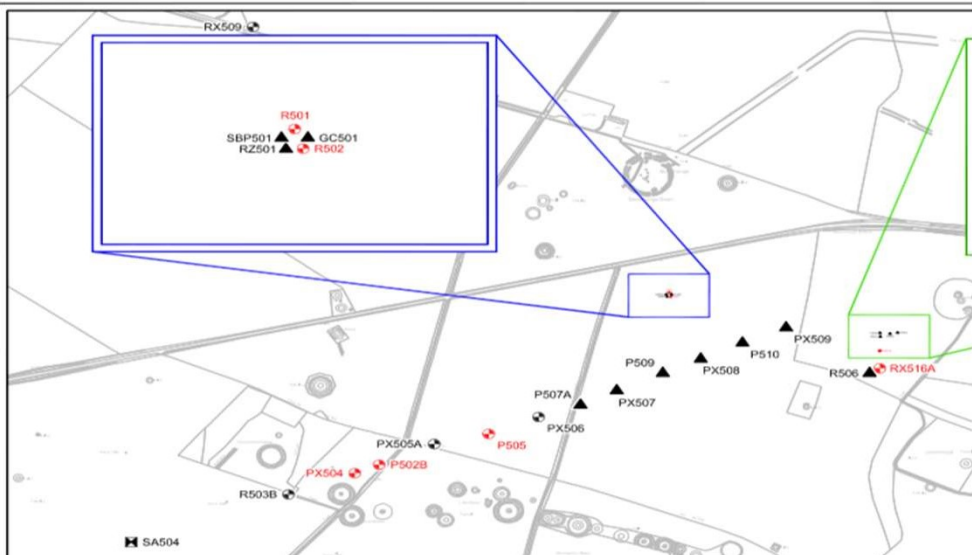 RX509
R501
SBP501 GC501
RZ501 R502
PX509
P510
P509 PX508
R506 RX516A
P507A PX507
PX506
PX505A P505
PX504 P502B
R503B
SA504